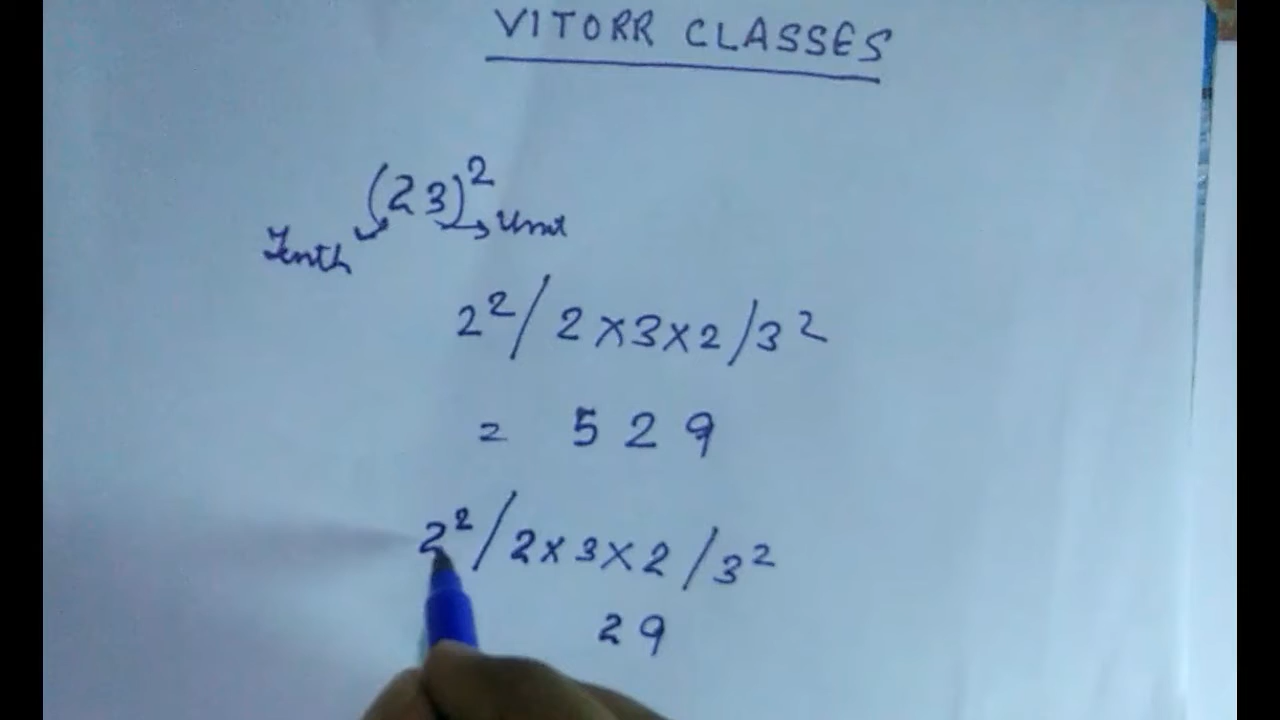 VITORR CLASSES
(23)²
Tenth Unit
2²/2×3×2/3²
= 529
2²/2×3×2/3²
29